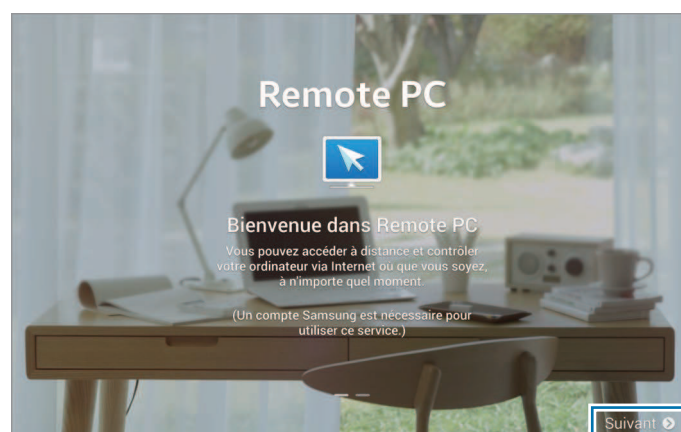 Remote PC
Bienvenue dans Remote PC
Vous pouvez accéder à distance et contrôler
votre ordinateur via Internet ou que vous soyez,
à n'importe quel moment.
(Un compte Samsung est nécessaire pour
utiliser ce service.)
Suivant